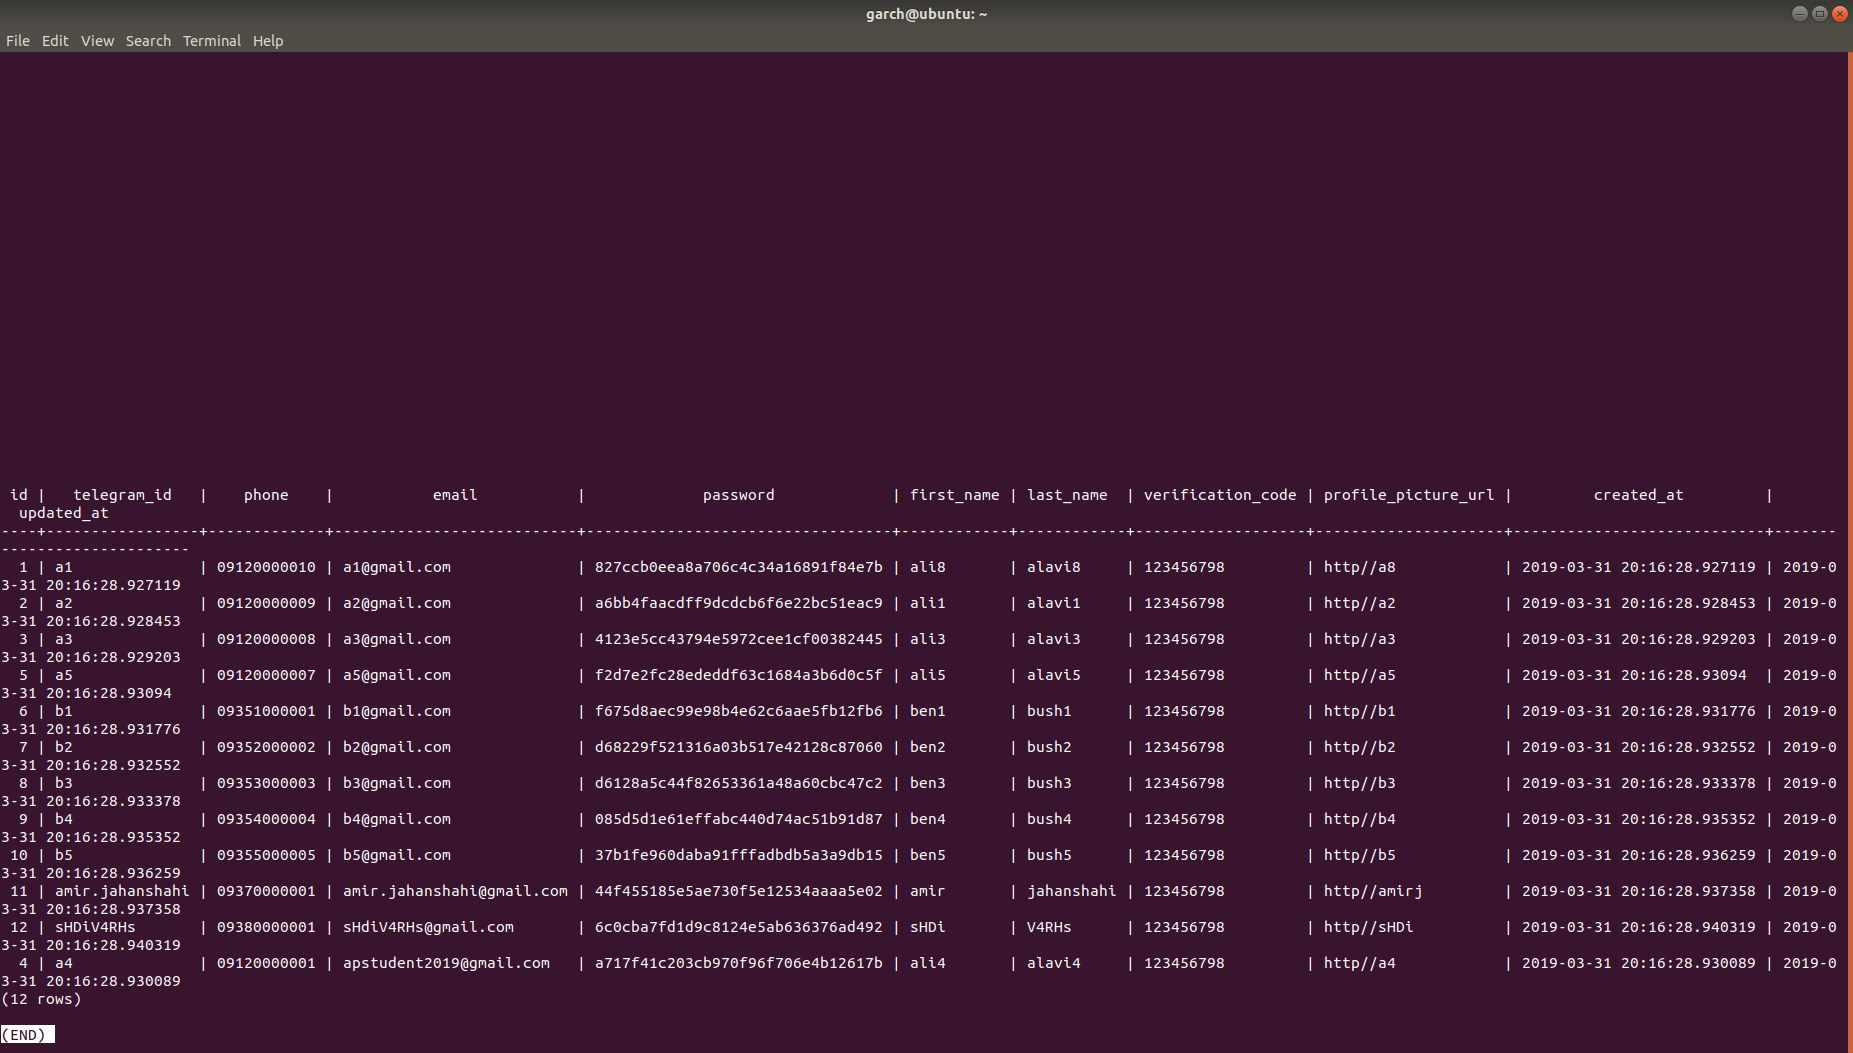 garch@ubuntu: ~
File Edit View Search Terminal Help
 id |   telegram_id   |    phone    |           email           |             password             | first_name | last_name  | verification_code | profile_picture_url |         created_at         |
  updated_at
----+-----------------+-------------+---------------------------+----------------------------------+------------+------------+-------------------+---------------------+----------------------------+-------
---------------------
  1 | a1              | 09120000010 | a1@gmail.com              | 827ccb0eea8a706c4c34a16891f84e7b | ali8       | alavi8     | 123456798         | http//a8            | 2019-03-31 20:16:28.927119 | 2019-0
3-31 20:16:28.927119
  2 | a2              | 09120000009 | a2@gmail.com              | a6bb4faacdff9dcdcb6f6e22bc51eac9 | ali1       | alavi1     | 123456798         | http//a2            | 2019-03-31 20:16:28.928453 | 2019-0
3-31 20:16:28.928453
  3 | a3              | 09120000008 | a3@gmail.com              | 4123e5cc43794e5972cee1cf00382445 | ali3       | alavi3     | 123456798         | http//a3            | 2019-03-31 20:16:28.929203 | 2019-0
3-31 20:16:28.929203
  5 | a5              | 09120000007 | a5@gmail.com              | f2d7e2fc28ededdf63c1684a3b6d0c5f | ali5       | alavi5     | 123456798         | http//a5            | 2019-03-31 20:16:28.93094  | 2019-0
3-31 20:16:28.93094
  6 | b1              | 09351000001 | b1@gmail.com              | f675d8aec99e98b4e62c6aae5fb12fb6 | ben1       | bush1      | 123456798         | http//b1            | 2019-03-31 20:16:28.931776 | 2019-0
3-31 20:16:28.931776
  7 | b2              | 09352000002 | b2@gmail.com              | d68229f521316a03b517e42128c87060 | ben2       | bush2      | 123456798         | http//b2            | 2019-03-31 20:16:28.932552 | 2019-0
3-31 20:16:28.932552
  8 | b3              | 09353000003 | b3@gmail.com              | d6128a5c44f82653361a48a60cbc47c2 | ben3       | bush3      | 123456798         | http//b3            | 2019-03-31 20:16:28.933378 | 2019-0
3-31 20:16:28.933378
  9 | b4              | 09354000004 | b4@gmail.com              | 085d5d1e61effabc440d74ac51b91d87 | ben4       | bush4      | 123456798         | http//b4            | 2019-03-31 20:16:28.935352 | 2019-0
3-31 20:16:28.935352
 10 | b5              | 09355000005 | b5@gmail.com              | 37b1fe960daba91fffadbdb5a3a9db15 | ben5       | bush5      | 123456798         | http//b5            | 2019-03-31 20:16:28.936259 | 2019-0
3-31 20:16:28.936259
 11 | amir.jahanshahi | 09370000001 | amir.jahanshahi@gmail.com | 44f455185e5ae730f5e12534aaaa5e02 | amir       | jahanshahi | 123456798         | http//amirj         | 2019-03-31 20:16:28.937358 | 2019-0
3-31 20:16:28.937358
 12 | sHDiV4RHs       | 09380000001 | sHdiV4RHs@gmail.com       | 6c0cba7fd1d9c8124e5ab636376ad492 | sHDi       | V4RHs      | 123456798         | http//sHDi          | 2019-03-31 20:16:28.940319 | 2019-0
3-31 20:16:28.940319
  4 | a4              | 09120000001 | apstudent2019@gmail.com   | a717f41c203cb970f96f706e4b12617b | ali4       | alavi4     | 123456798         | http//a4            | 2019-03-31 20:16:28.930089 | 2019-0
3-31 20:16:28.930089
(12 rows)
(END)